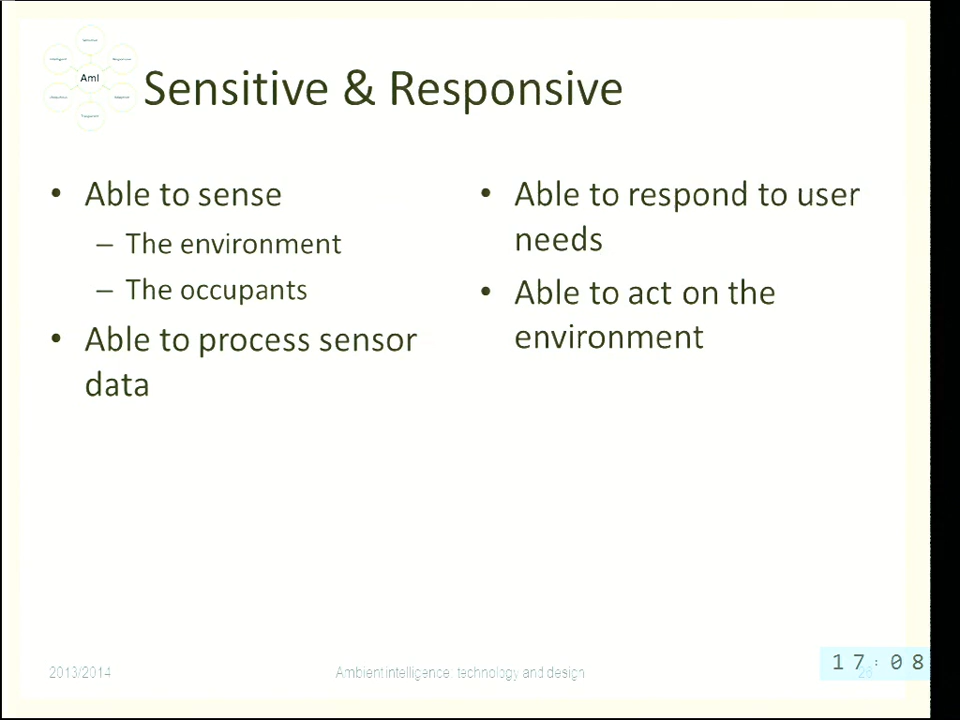 AmI
Sensitive & Responsive
• Able to sense
– The environment
– The occupants
• Able to process sensor
data
• Able to respond to user
needs
• Able to act on the
environment
2013/2014
Ambient intelligence: technology and design
17:08